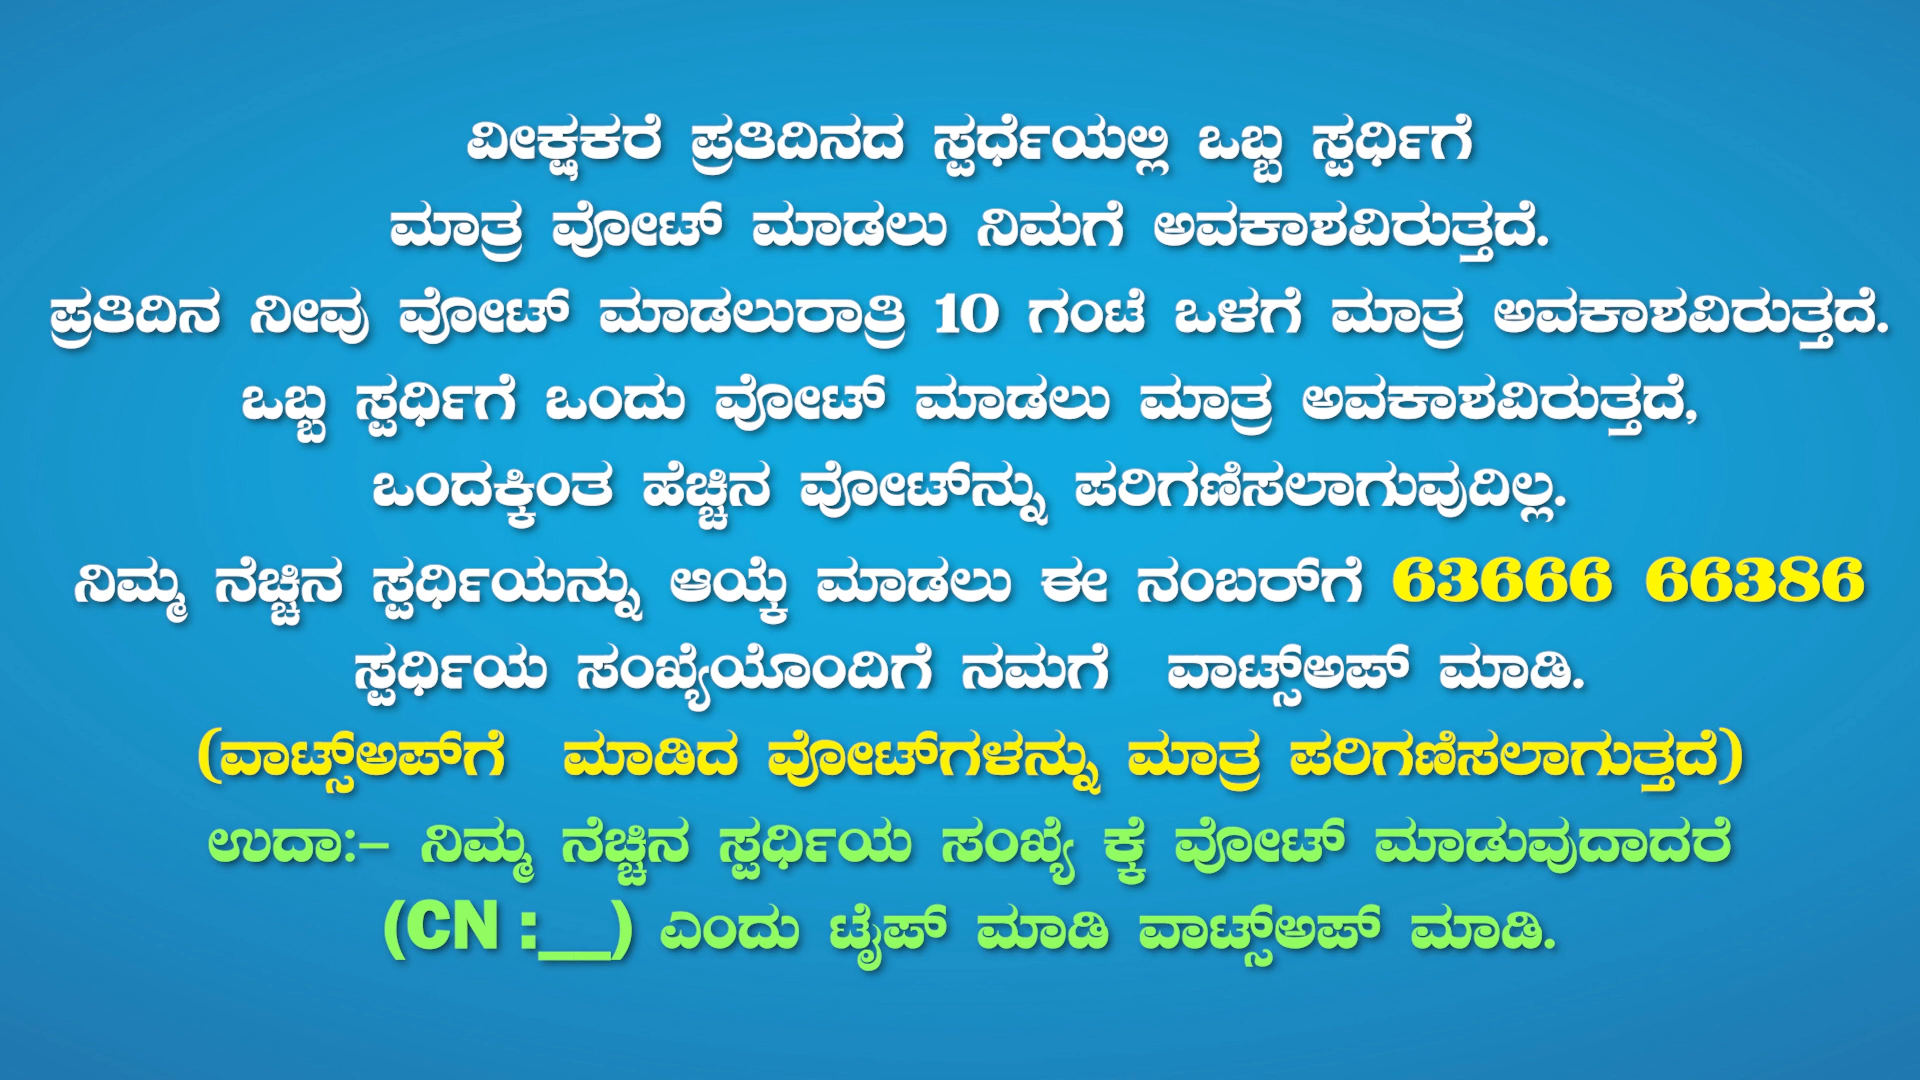 ವೀಕ್ಷಕರೆ ಪ್ರತಿದಿನದ ಸ್ಪರ್ಧೆಯಲ್ಲಿ ಒಬ್ಬ ಸ್ಪರ್ಧಿಗೆ
ಮಾತ್ರ ವೋಟ್ ಮಾಡಲು ನಿಮಗೆ ಅವಕಾಶವಿರುತ್ತದೆ.
ಪ್ರತಿದಿನ ನೀವು ವೋಟ್ ಮಾಡಲುರಾತ್ರಿ 10 ಗಂಟೆ ಒಳಗೆ ಮಾತ್ರ ಅವಕಾಶವಿರುತ್ತದೆ.
ಒಬ್ಬ ಸ್ಪರ್ಧಿಗೆ ಒಂದು ವೋಟ್ ಮಾಡಲು ಮಾತ್ರ ಅವಕಾಶವಿರುತ್ತದೆ,
ಒಂದಕ್ಕಿಂತ ಹೆಚ್ಚಿನ ವೋಟ್‌ನ್ನು ಪರಿಗಣಿಸಲಾಗುವುದಿಲ್ಲ.
ನಿಮ್ಮ ನೆಚ್ಚಿನ ಸ್ಪರ್ಧಿಯನ್ನು ಆಯ್ಕೆ ಮಾಡಲು ಈ ನಂಬರ್‌ಗೆ 63666 66386
ಸ್ಪರ್ಧಿಯ ಸಂಖ್ಯೆಯೊಂದಿಗೆ ನಮಗೆ ವಾಟ್ಸ್‌ಅಪ್ ಮಾಡಿ.
(ವಾಟ್ಸ್‌ಅಪ್‌ಗೆ ಮಾಡಿದ ವೋಟ್‌ಗಳನ್ನು ಮಾತ್ರ ಪರಿಗಣಿಸಲಾಗುತ್ತದೆ)
ಉದಾ:- ನಿಮ್ಮ ನೆಚ್ಚಿನ ಸ್ಪರ್ಧಿಯ ಸಂಖ್ಯೆ ಕ್ಕೆ ವೋಟ್ ಮಾಡುವುದಾದರೆ
(CN :__) ಎಂದು ಟೈಪ್ ಮಾಡಿ ವಾಟ್ಸ್‌ಅಪ್ ಮಾಡಿ.